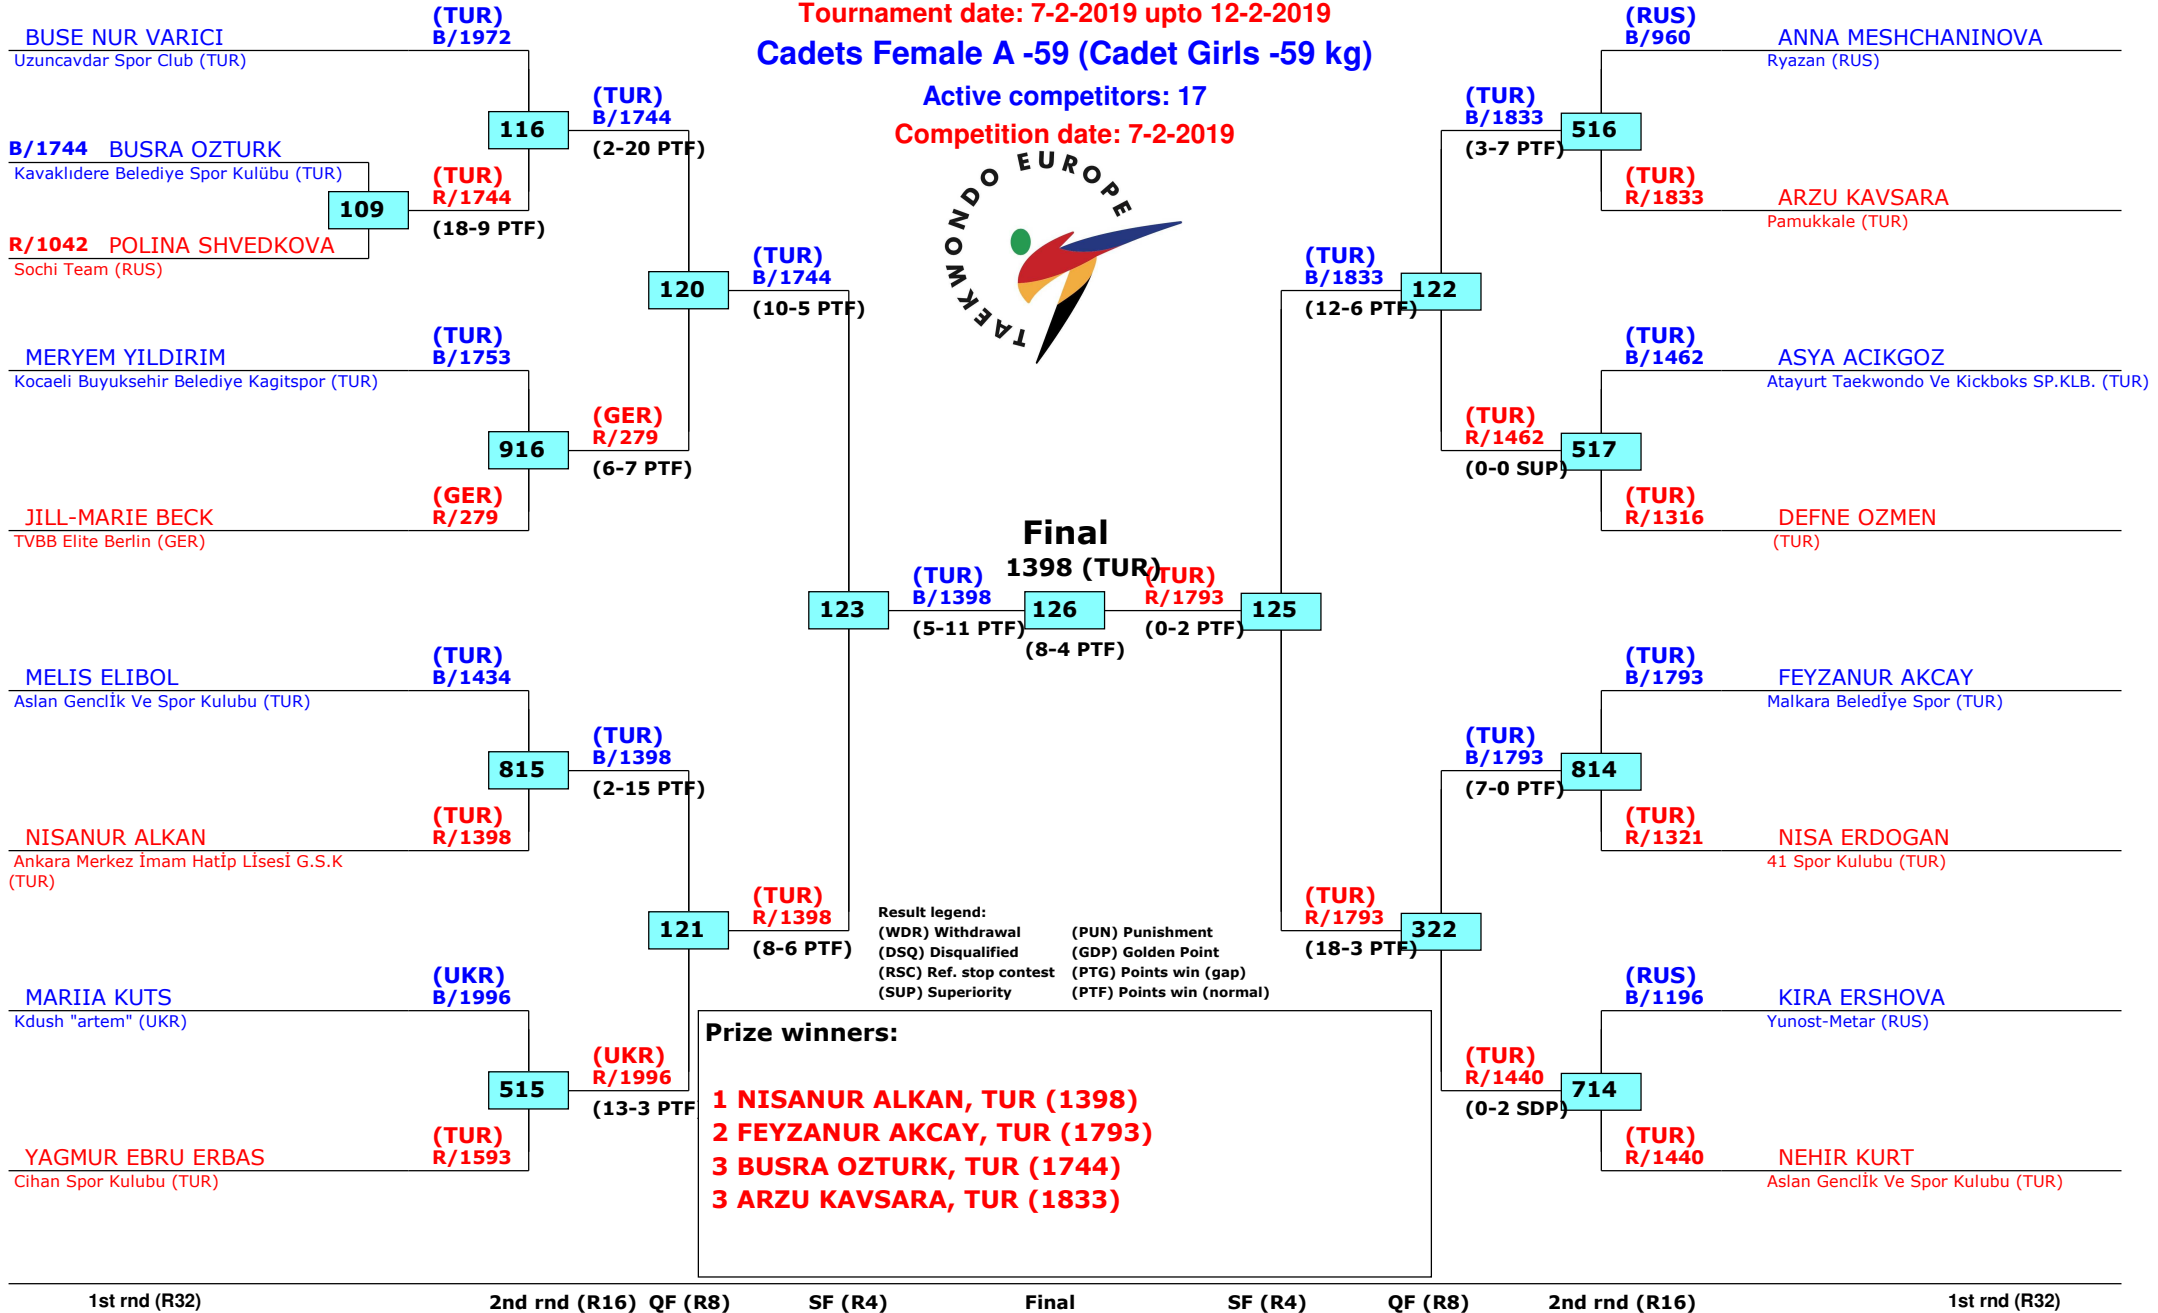 Tournament date: 7-2-2019 upto 12-2-2019
Cadets Female A -59 (Cadet Girls -59 kg)
Active competitors: 17
Competition date: 7-2-2019
TAEKWONDO EUROPE
(TUR)
BUSE NUR VARICI B/1972
Uzuncavdar Spor Club (TUR)
116
(TUR)
B/1744
(2-20 PTF)
B/1744 BUSRA OZTURK
Kavaklıdere Belediye Spor Kulübu (TUR)
109
(TUR)
R/1744
(18-9 PTF)
R/1042 POLINA SHVEDKOVA
Sochi Team (RUS)
120
(TUR)
B/1744
(10-5 PTF)
(TUR)
MERYEM YILDIRIM B/1753
Kocaeli Buyuksehir Belediye Kagitspor (TUR)
916
(GER)
R/279
(6-7 PTF)
(GER)
JILL-MARIE BECK R/279
TVBB Elite Berlin (GER)
123
(TUR)
B/1398
(5-11 PTF)
(TUR)
MELIS ELIBOL B/1434
Aslan Genclİk Ve Spor Kulubu (TUR)
815
(TUR)
B/1398
(2-15 PTF)
(TUR)
NISANUR ALKAN R/1398
Ankara Merkez İmam Hatİp Lİsesİ G.S.K
(TUR)
121
(TUR)
R/1398
(8-6 PTF)
(UKR)
MARIIA KUTS B/1996
Kdush "artem" (UKR)
515
(UKR)
R/1996
(13-3 PTF
(TUR)
YAGMUR EBRU ERBAS R/1593
Cihan Spor Kulubu (TUR)
Final
1398 (TUR)
126
(8-4 PTF)
(TUR)
R/1793
(0-2 PTF)
125
(RUS)
B/960 ANNA MESHCHANINOVA
Ryazan (RUS)
(TUR)
B/1833
(3-7 PTF)
516
(TUR)
R/1833 ARZU KAVSARA
Pamukkale (TUR)
(TUR)
B/1833
(12-6 PTF)
122
(TUR)
B/1462 ASYA ACIKGOZ
Atayurt Taekwondo Ve Kickboks SP.KLB. (TUR)
(TUR)
R/1462
(0-0 SUP)
517
(TUR)
R/1316 DEFNE OZMEN
(TUR)
(TUR)
B/1793 FEYZANUR AKCAY
Malkara Beledİye Spor (TUR)
(TUR)
B/1793
(7-0 PTF)
814
(TUR)
R/1321 NISA ERDOGAN
41 Spor Kulubu (TUR)
(TUR)
R/1793
(18-3 PTF)
322
(RUS)
B/1196 KIRA ERSHOVA
Yunost-Metar (RUS)
(TUR)
R/1440
(0-2 SDP)
714
(TUR)
R/1440 NEHIR KURT
Aslan Genclİk Ve Spor Kulubu (TUR)
Result legend:
(WDR) Withdrawal (PUN) Punishment
(DSQ) Disqualified (GDP) Golden Point
(RSC) Ref. stop contest (PTG) Points win (gap)
(SUP) Superiority (PTF) Points win (normal)
Prize winners:
1 NISANUR ALKAN, TUR (1398)
2 FEYZANUR AKCAY, TUR (1793)
3 BUSRA OZTURK, TUR (1744)
3 ARZU KAVSARA, TUR (1833)
1st rnd (R32) 2nd rnd (R16) QF (R8) SF (R4) Final SF (R4) QF (R8) 2nd rnd (R16) 1st rnd (R32)